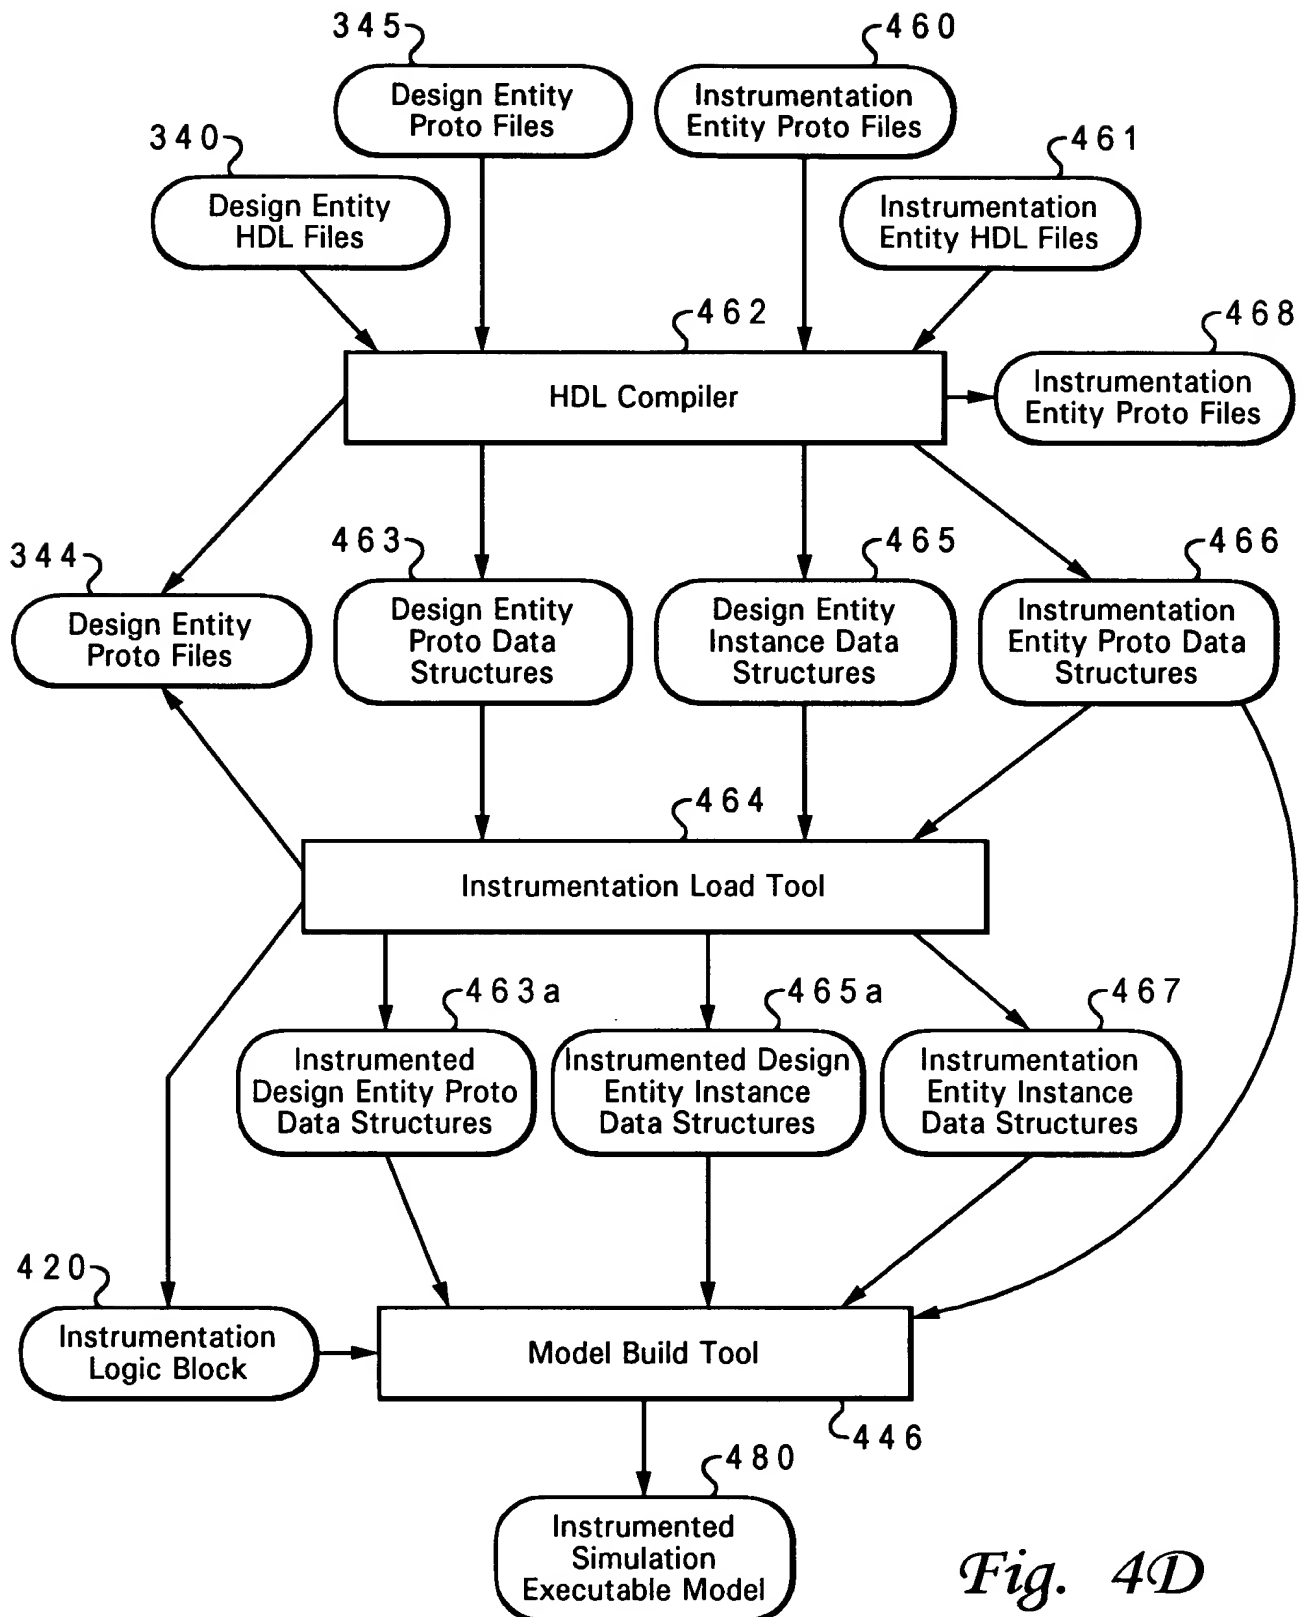 345
460
Design Entity
Proto Files
Instrumentation
Entity Proto Files
340
461
Design Entity
HDL Files
Instrumentation
Entity HDL Files
462
468
HDL Compiler
Instrumentation
Entity Proto Files
344
463
465
466
Design Entity
Proto Files
Design Entity
Proto Data
Structures
Design Entity
Instance Data
Structures
Instrumentation
Entity Proto Data
Structures
464
Instrumentation Load Tool
463a
465a
467
Instrumented
Design Entity Proto
Data Structures
Instrumented Design
Entity Instance
Data Structures
Instrumentation
Entity Instance
Data Structures
420
Instrumentation
Logic Block
Model Build Tool
446
480
Instrumented
Simulation
Executable Model
Fig. 4D